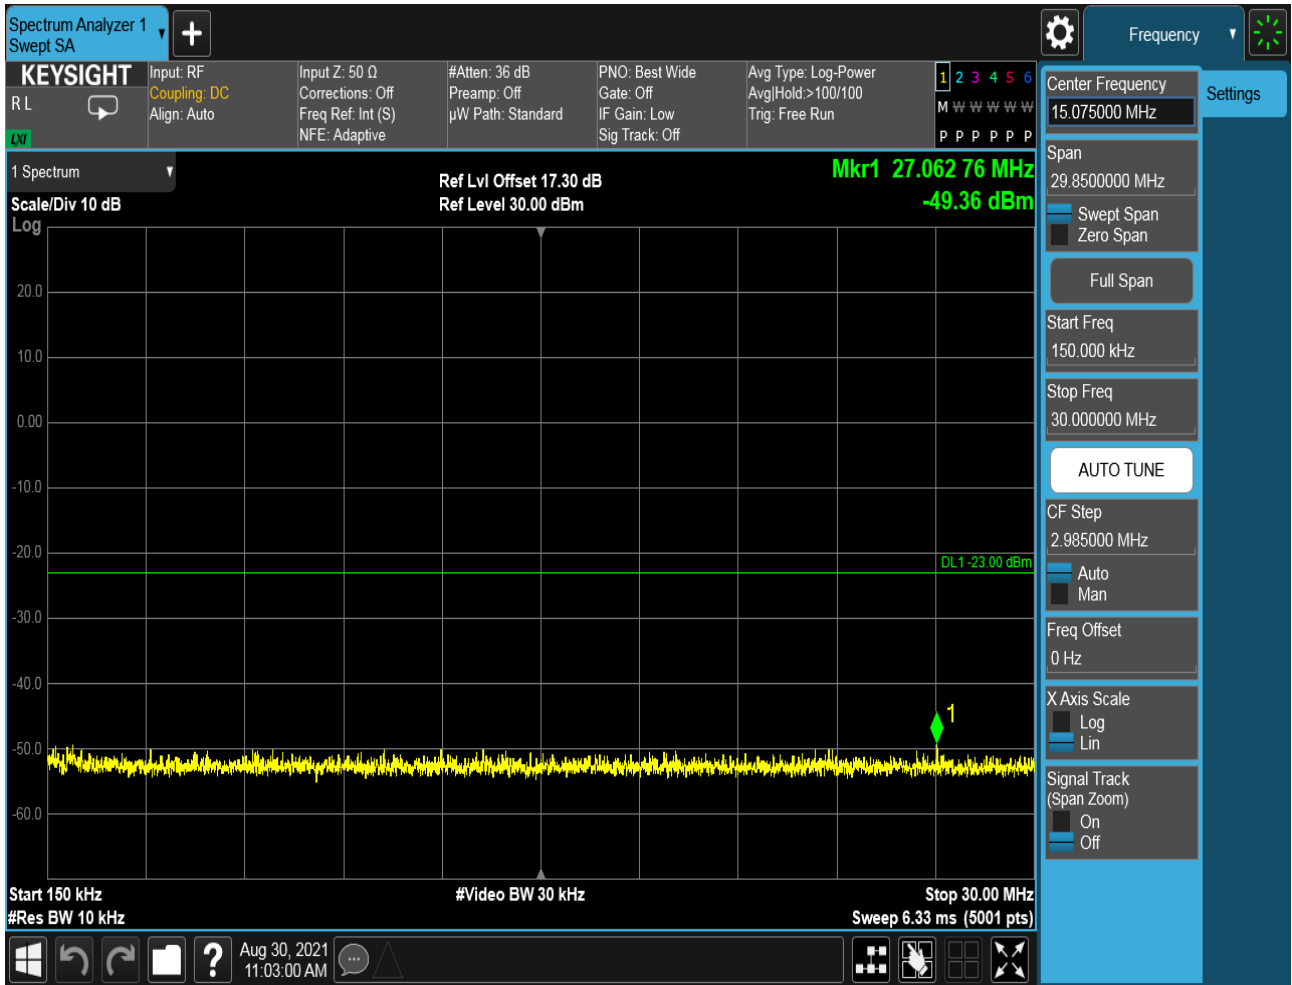 Spectrum Analyzer 1
Swept SA
Frequency
KEYSIGHT
R L
LXI
Input: RF
Coupling: DC
Align: Auto
Input Z: 50 Ω
Corrections: Off
Freq Ref: Int (S)
NFE: Adaptive
#Atten: 36 dB
Preamp: Off
µW Path: Standard
PNO: Best Wide
Gate: Off
IF Gain: Low
Sig Track: Off
Avg Type: Log-Power
Avg|Hold:>100/100
Trig: Free Run
1 2 3 4 5 6
M W W W W W
P P P P P P
1 Spectrum
Scale/Div 10 dB
Log
Ref Lvl Offset 17.30 dB
Ref Level 30.00 dBm
Mkr1 27.062 76 MHz
-49.36 dBm
20.0
10.0
0.00
-10.0
-20.0
DL1 -23.00 dBm
-30.0
-40.0
1
-50.0
-60.0
Start 150 kHz
#Video BW 30 kHz
Stop 30.00 MHz
#Res BW 10 kHz
Sweep 6.33 ms (5001 pts)
Aug 30, 2021
11:03:00 AM
Center Frequency
15.075000 MHz
Settings
Span
29.8500000 MHz
Swept Span
Zero Span
Full Span
Start Freq
150.000 kHz
Stop Freq
30.000000 MHz
AUTO TUNE
CF Step
2.985000 MHz
Auto
Man
Freq Offset
0 Hz
X Axis Scale
Log
Lin
Signal Track
(Span Zoom)
On
Off